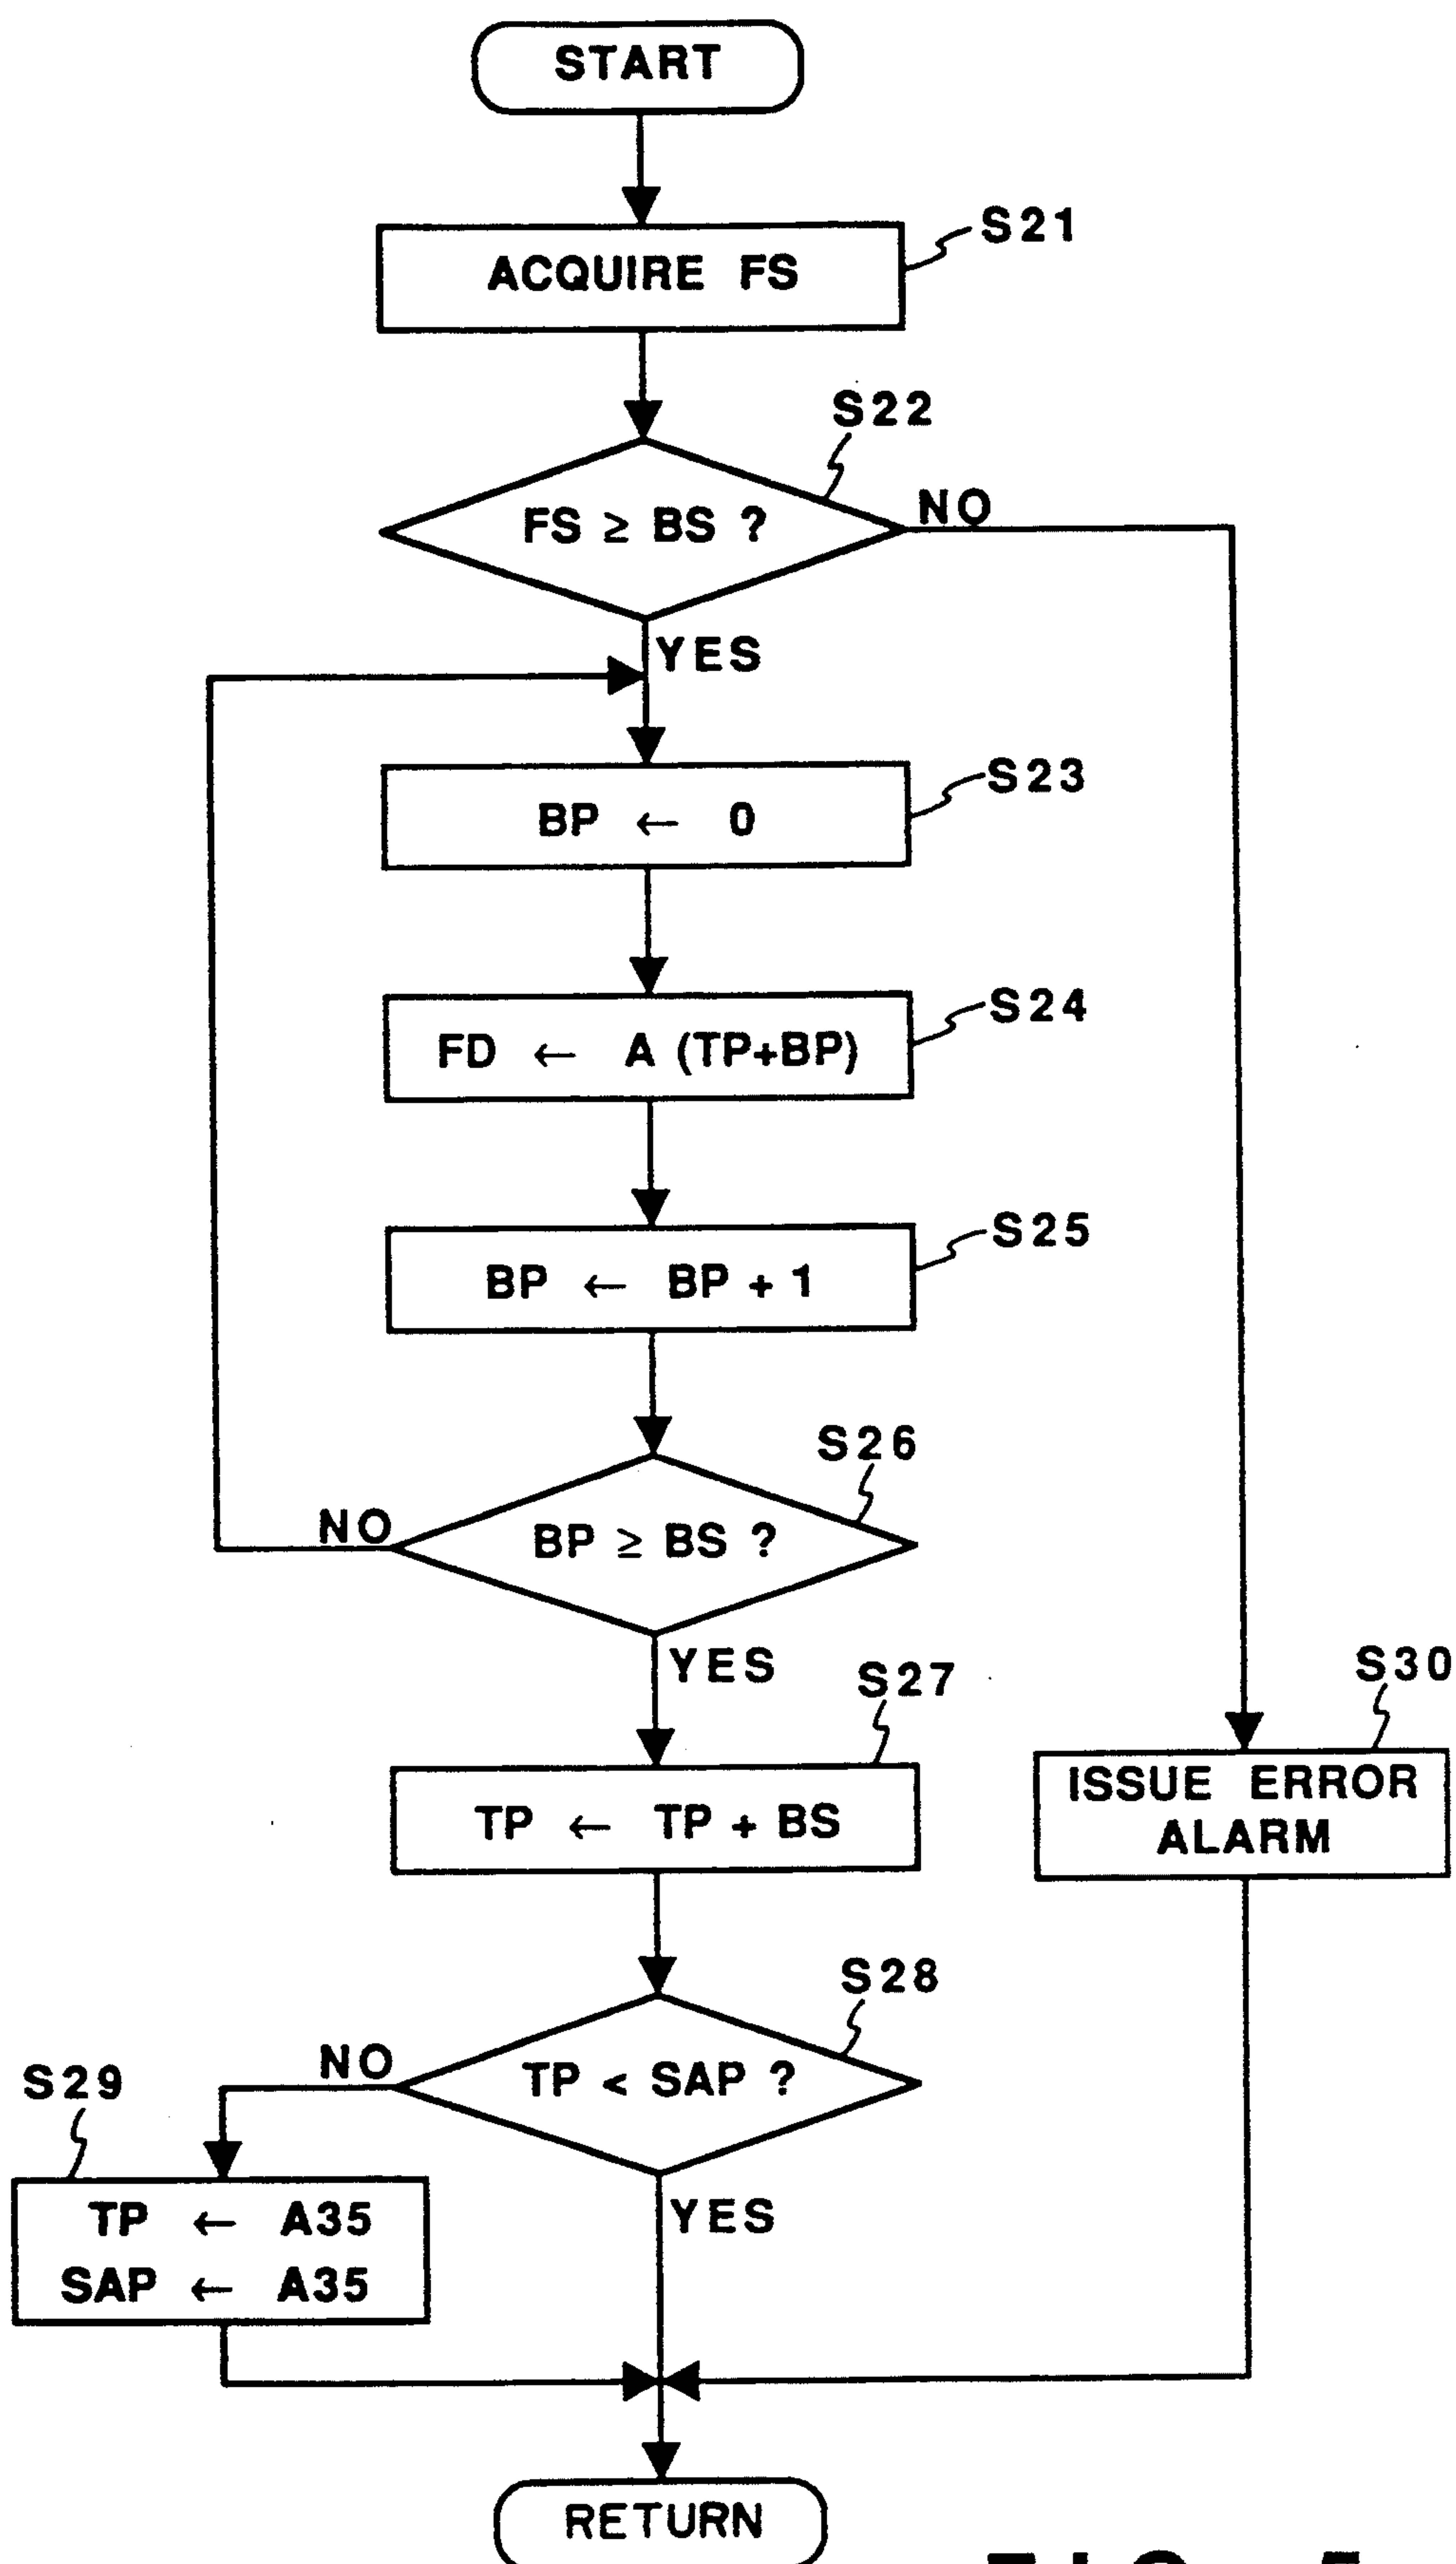 START
ACQUIRE FS
S21
S22
FS ≥ BS ?
NO
YES
S23
BP ← 0
S24
FD ← A (TP+BP)
S25
BP ← BP + 1
S26
NO
BP ≥ BS ?
YES
S27
TP ← TP + BS
S30
ISSUE ERROR
ALARM
S28
NO
TP < SAP ?
S29
YES
TP ← A35
SAP ← A35
RETURN